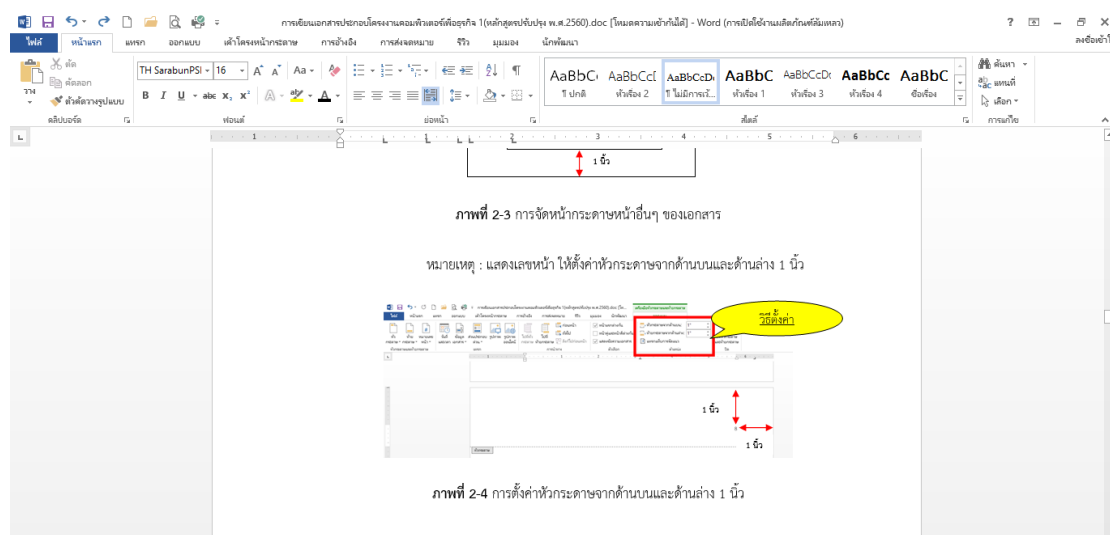 การเขียนเอกสารประกอบโครงงานคอมพิวเตอร์เพื่อธุรกิจ 1(หลักสูตรปรับปรุง พ.ศ.2560).doc [โหมดความเข้ากันได้] - Word (การเปิดใช้งานผลิตภัณฑ์ล้มเหลว)
ไฟล์ หน้าแรก แทรก ออกแบบ เค้าโครงหน้ากระดาษ การอ้างอิง การส่งจดหมาย รีวิว มุมมอง นักพัฒนา ลงชื่อเข้าใ
วาง
ตัด
คัดลอก
ตัวคัดวางรูปแบบ
คลิปบอร์ด
TH SarabunPSI 16
B I U abc X₂ X² A
ฟอนต์
ย่อหน้า
AaBbC AaBbCcI AaBbCcD AaBbC AaBbCcD AaBbCc AaBbC
¶ ปกติ หัวเรื่อง 2 ¶ ไม่มีการเว้... หัวเรื่อง 1 หัวเรื่อง 3 หัวเรื่อง 4 ชื่อเรื่อง
สไตล์
ค้นหา
แทนที่
เลือก
การแก้ไข
1 1 2 3 4 5 6
1 นิ้ว
ภาพที่ 2-3 การจัดหน้ากระดาษหน้าอื่นๆ ของเอกสาร
หมายเหตุ : แสดงเลขหน้า ให้ตั้งค่าหัวกระดาษจากด้านบนและด้านล่าง 1 นิ้ว
วิธีตั้งค่า
1 นิ้ว
1 นิ้ว
ภาพที่ 2-4 การตั้งค่าหัวกระดาษจากด้านบนและด้านล่าง 1 นิ้ว